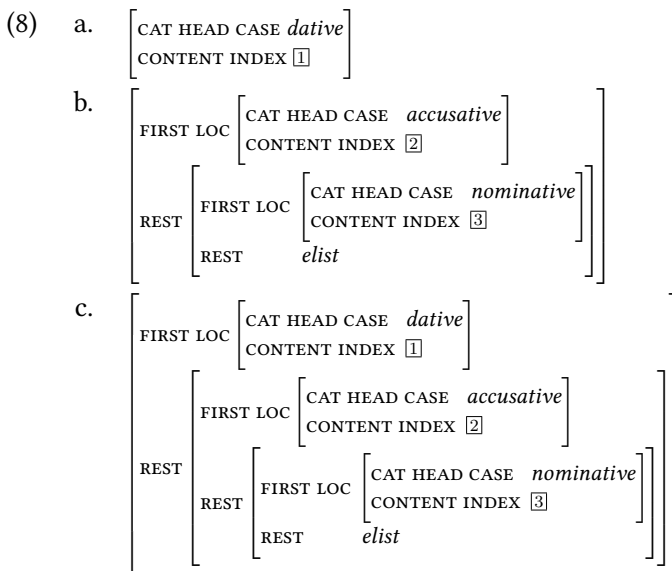 (8) a. [CAT HEAD CASE dative
CONTENT INDEX 1]
b. [FIRST LOC [CAT HEAD CASE accusative
CONTENT INDEX 2]
REST [FIRST LOC [CAT HEAD CASE nominative
CONTENT INDEX 3]
REST elist]]
c. [FIRST LOC [CAT HEAD CASE dative
CONTENT INDEX 1]
REST [FIRST LOC [CAT HEAD CASE accusative
CONTENT INDEX 2]
REST [FIRST LOC [CAT HEAD CASE nominative
CONTENT INDEX 3]
REST elist]]]